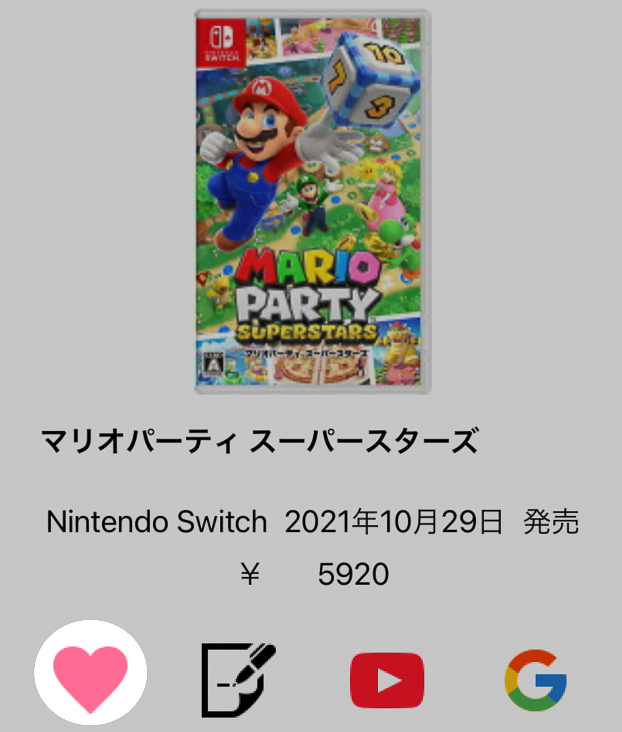 NINTENDO
SWITCH
10
1
3
MARIO
PARTY
SUPERSTARS
マリオパーティ スーパースターズ
A
マリオパーティ スーパースターズ
Nintendo Switch 2021年10月29日 発売
¥ 5920